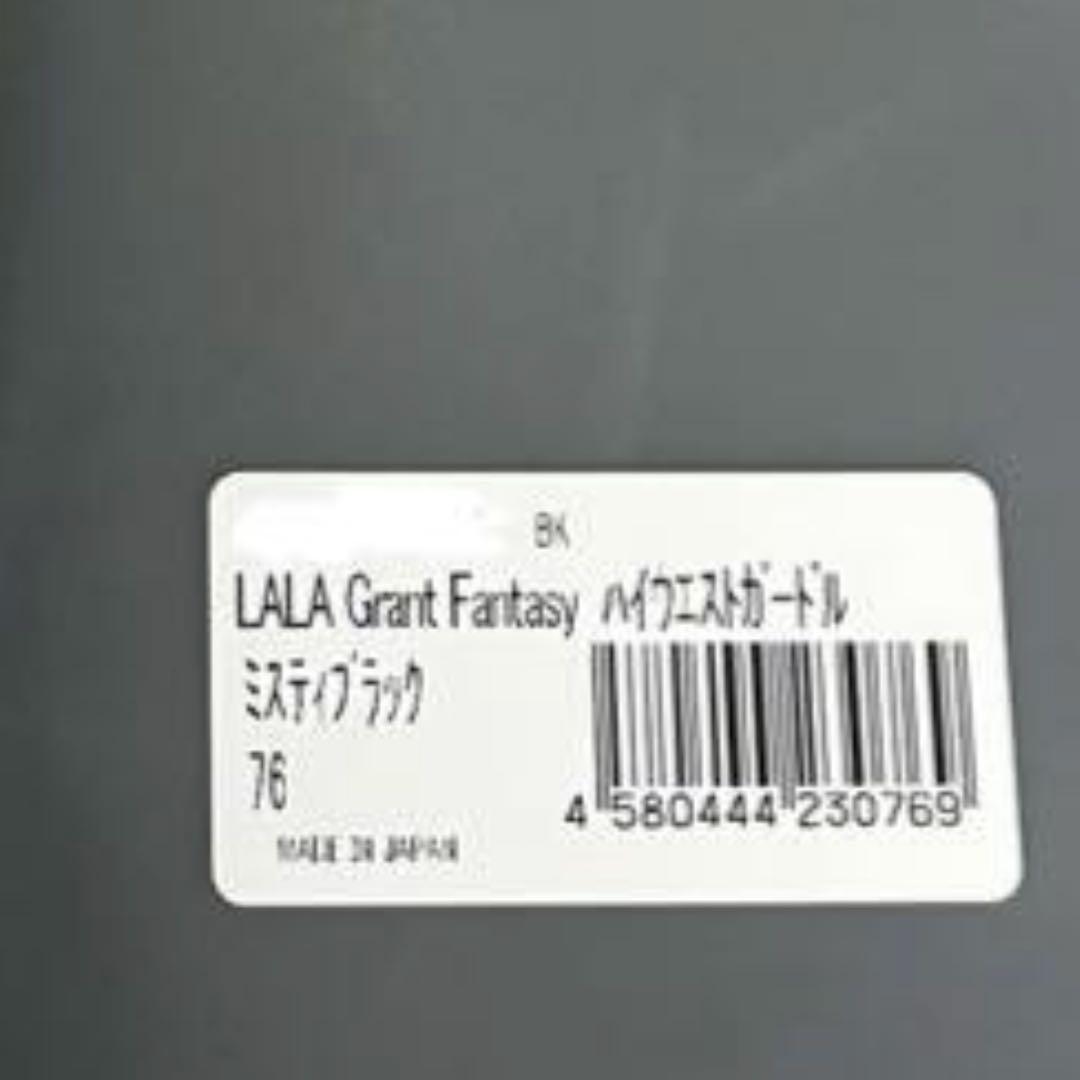 BK
LALA Grant Fantasy ﾊｲｳｴｽﾄｶﾞｰﾄﾞﾙ
ﾐｽﾃｨﾌﾞﾗｯｸ
76
4 580444 230769
MADE IN JAPAN